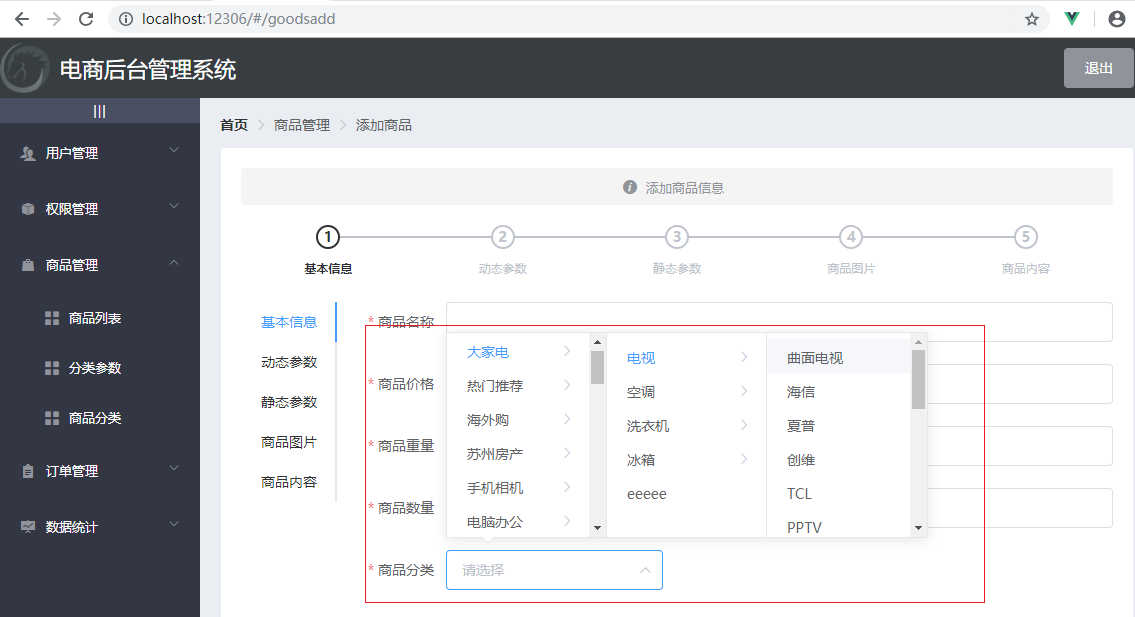 localhost:12306/#/goodsadd
电商后台管理系统
退出
|||
用户管理
权限管理
商品管理
商品列表
分类参数
商品分类
订单管理
数据统计
首页 > 商品管理 > 添加商品
添加商品信息
1 2 3 4 5
基本信息 动态参数 静态参数 商品图片 商品内容
基本信息
动态参数
静态参数
商品图片
商品内容
* 商品名称
* 商品价格
* 商品重量
* 商品数量
大家电
热门推荐
海外购
苏州房产
手机相机
电脑办公
电视
空调
洗衣机
冰箱
eeeee
曲面电视
海信
夏普
创维
TCL
PPTV
* 商品分类 请选择